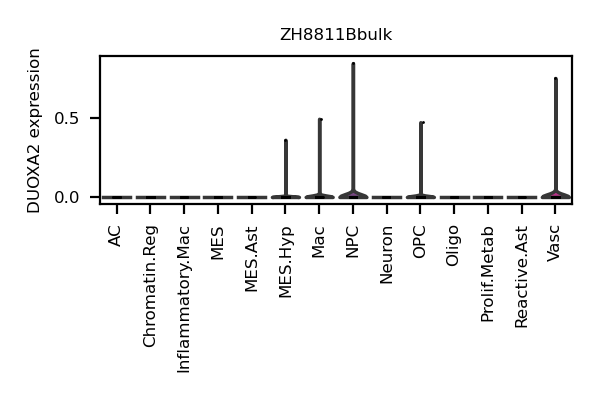 ZH8811Bbulk
DUOXA2 expression
0.5
0.0
AC
Chromatin.Reg
Inflammatory.Mac
MES
MES.Ast
MES.Hyp
Mac
NPC
Neuron
OPC
Oligo
Prolif.Metab
Reactive.Ast
Vasc